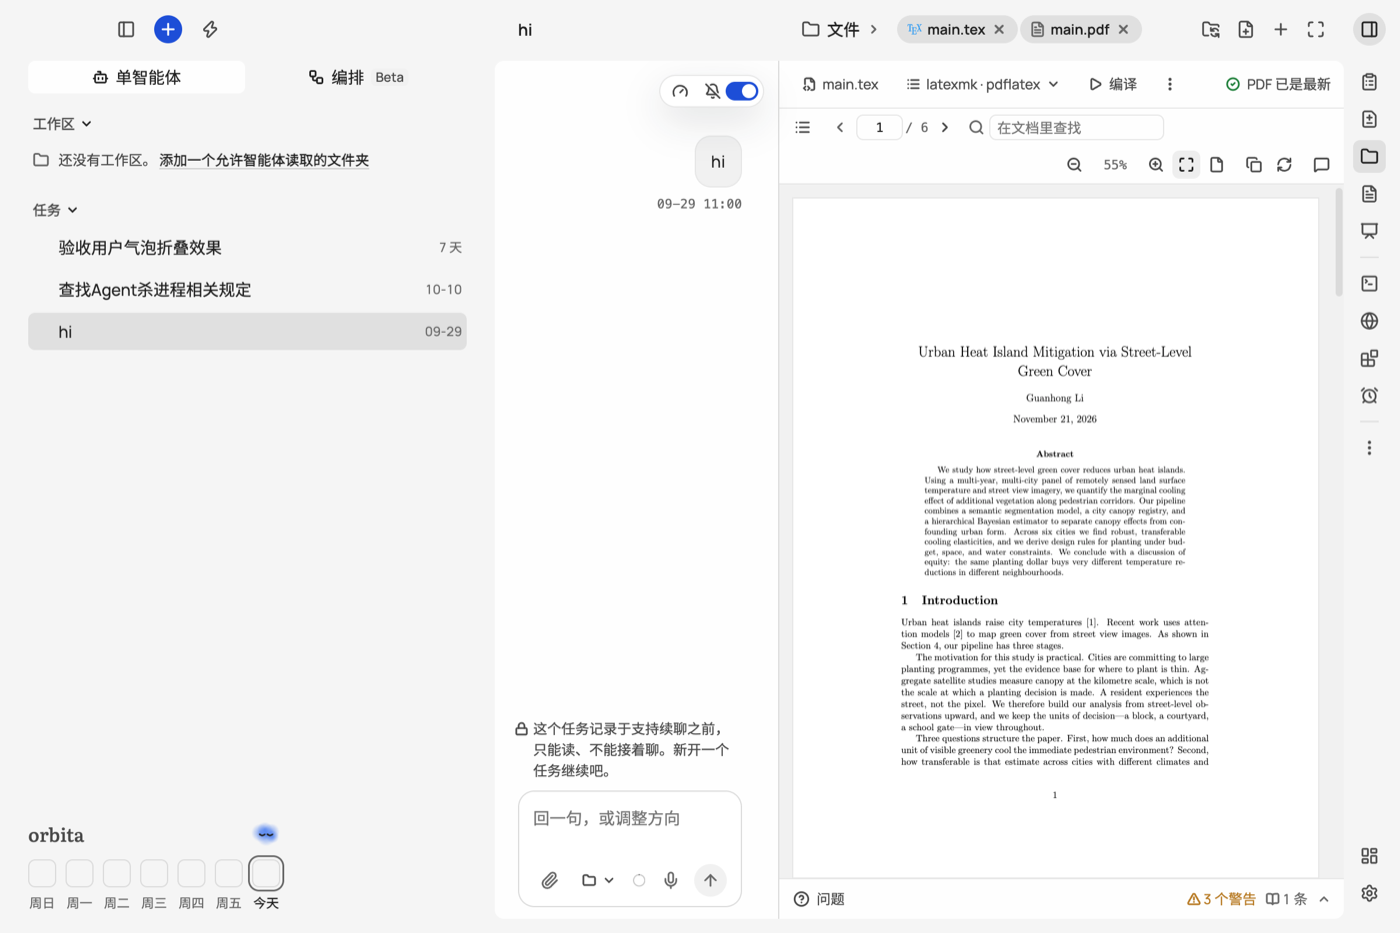 hi
文件
main.tex
main.pdf
单智能体
编排 Beta
工作区
还没有工作区。 添加一个允许智能体读取的文件夹
任务
验收用户气泡折叠效果 7 天
查找Agent杀进程相关规定 10-10
hi 09-29
orbita
周日 周一 周二 周三 周四 周五 今天
hi
09-29 11:00
这个任务记录于支持续聊之前，
只能读、不能接着聊。新开一个
任务继续吧。
回一句，或调整方向
main.tex latexmk · pdflatex 编译 PDF 已是最新
1 / 6 在文档里查找
55%
Urban Heat Island Mitigation via Street-Level
Green Cover
Guanhong Li
November 21, 2026
Abstract
We study how street-level green cover reduces urban heat islands.
Using a multi-year, multi-city panel of remotely sensed land surface
temperature and street view imagery, we quantify the marginal cooling
effect of additional vegetation along pedestrian corridors. Our pipeline
combines a semantic segmentation model, a city canopy registry, and
a hierarchical Bayesian estimator to separate canopy effects from con-
founding urban form. Across six cities we find robust, transferable
cooling elasticities, and we derive design rules for planting under bud-
get, space, and water constraints. We conclude with a discussion of
equity: the same planting dollar buys very different temperature re-
ductions in different neighbourhoods.
1 Introduction
Urban heat islands raise city temperatures [1]. Recent work uses atten-
tion models [2] to map green cover from street view images. As shown in
Section 4, our pipeline has three stages.
The motivation for this study is practical. Cities are committing to large
planting programmes, yet the evidence base for where to plant is thin. Ag-
gregate satellite studies measure canopy at the kilometre scale, which is not
the scale at which a planting decision is made. A resident experiences the
street, not the pixel. We therefore build our analysis from street-level ob-
servations upward, and we keep the units of decision—a block, a courtyard,
a school gate—in view throughout.
Three questions structure the paper. First, how much does an additional
unit of visible greenery cool the immediate pedestrian environment? Second,
how transferable is that estimate across cities with different climates and
1
问题 3 个警告 1 条